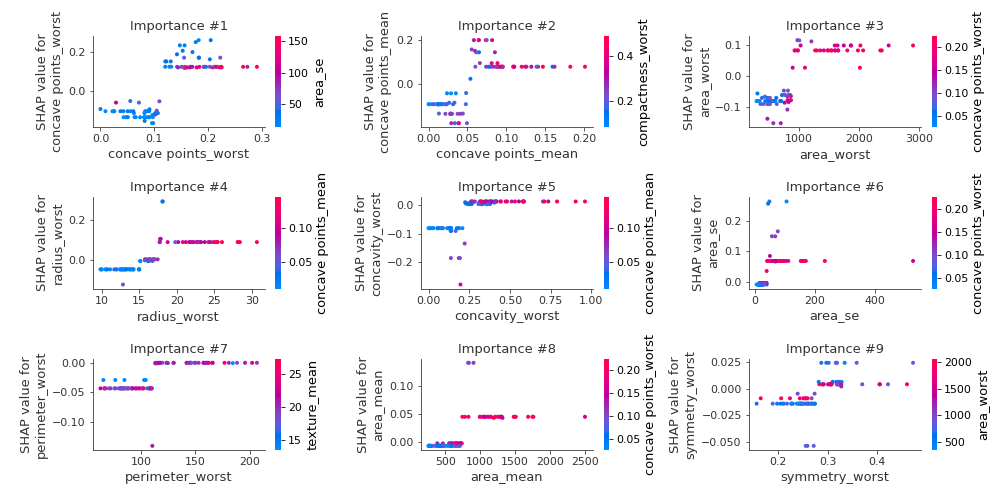 Importance #1
SHAP value for
concave points_worst
0.2
0.0
0.0
0.1
0.2
0.3
concave points_worst
150
100
50
area_se
Importance #2
SHAP value for
concave points_mean
0.2
0.0
0.00
0.05
0.10
0.15
0.20
concave points_mean
0.4
0.2
compactness_worst
Importance #3
SHAP value for
area_worst
0.1
0.0
−0.1
1000
2000
3000
area_worst
0.20
0.15
0.10
0.05
concave points_worst
Importance #4
SHAP value for
radius_worst
0.2
0.0
10
15
20
25
30
radius_worst
0.10
0.05
concave points_mean
Importance #5
SHAP value for
concavity_worst
0.0
−0.1
−0.2
0.00
0.25
0.50
0.75
1.00
concavity_worst
0.10
0.05
concave points_mean
Importance #6
SHAP value for
area_se
0.2
0.1
0.0
0
200
400
area_se
0.20
0.15
0.10
0.05
concave points_worst
Importance #7
SHAP value for
perimeter_worst
0.00
−0.05
−0.10
100
150
200
perimeter_worst
25
20
15
texture_mean
Importance #8
SHAP value for
area_mean
0.10
0.05
0.00
500
1000
1500
2000
2500
area_mean
0.20
0.15
0.10
0.05
concave points_worst
Importance #9
SHAP value for
symmetry_worst
0.025
0.000
−0.025
−0.050
0.2
0.3
0.4
symmetry_worst
2000
1500
1000
500
area_worst